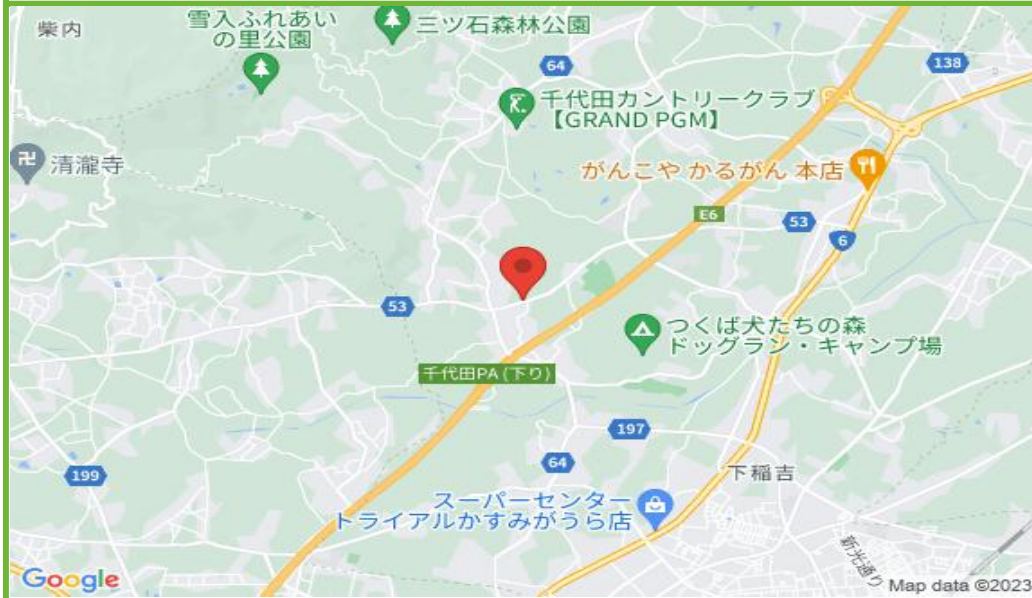 柴内
雪入ふれあい
の里公園
三ツ石森林公園
64
138
千代田カントリークラブ
【GRAND PGM】
卍 清瀧寺
がんこや かるがん 本店
E6
53
6
53
つくば犬たちの森
ドッグラン・キャンプ場
千代田PA (下り)
197
64
199
下稲吉
スーパーセンター
トライアルかすみがうら店
新光通り
Google
Map data ©2023